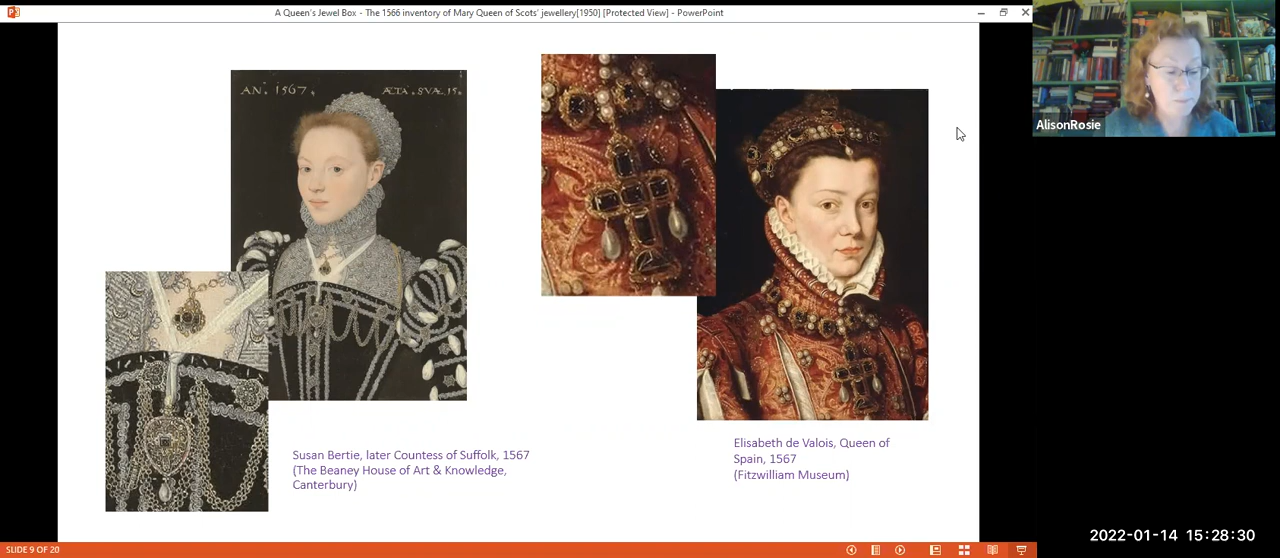 A Queen's Jewel Box - The 1566 inventory of Mary Queen of Scots' jewellery[1950] [Protected View] - PowerPoint
AlisonRosie
ANº 1567.
ÆTA. SVÆ 15.
Susan Bertie, later Countess of Suffolk, 1567
(The Beaney House of Art & Knowledge,
Canterbury)
Elisabeth de Valois, Queen of
Spain, 1567
(Fitzwilliam Museum)
2022-01-14 15:28:30
SLIDE 9 OF 20